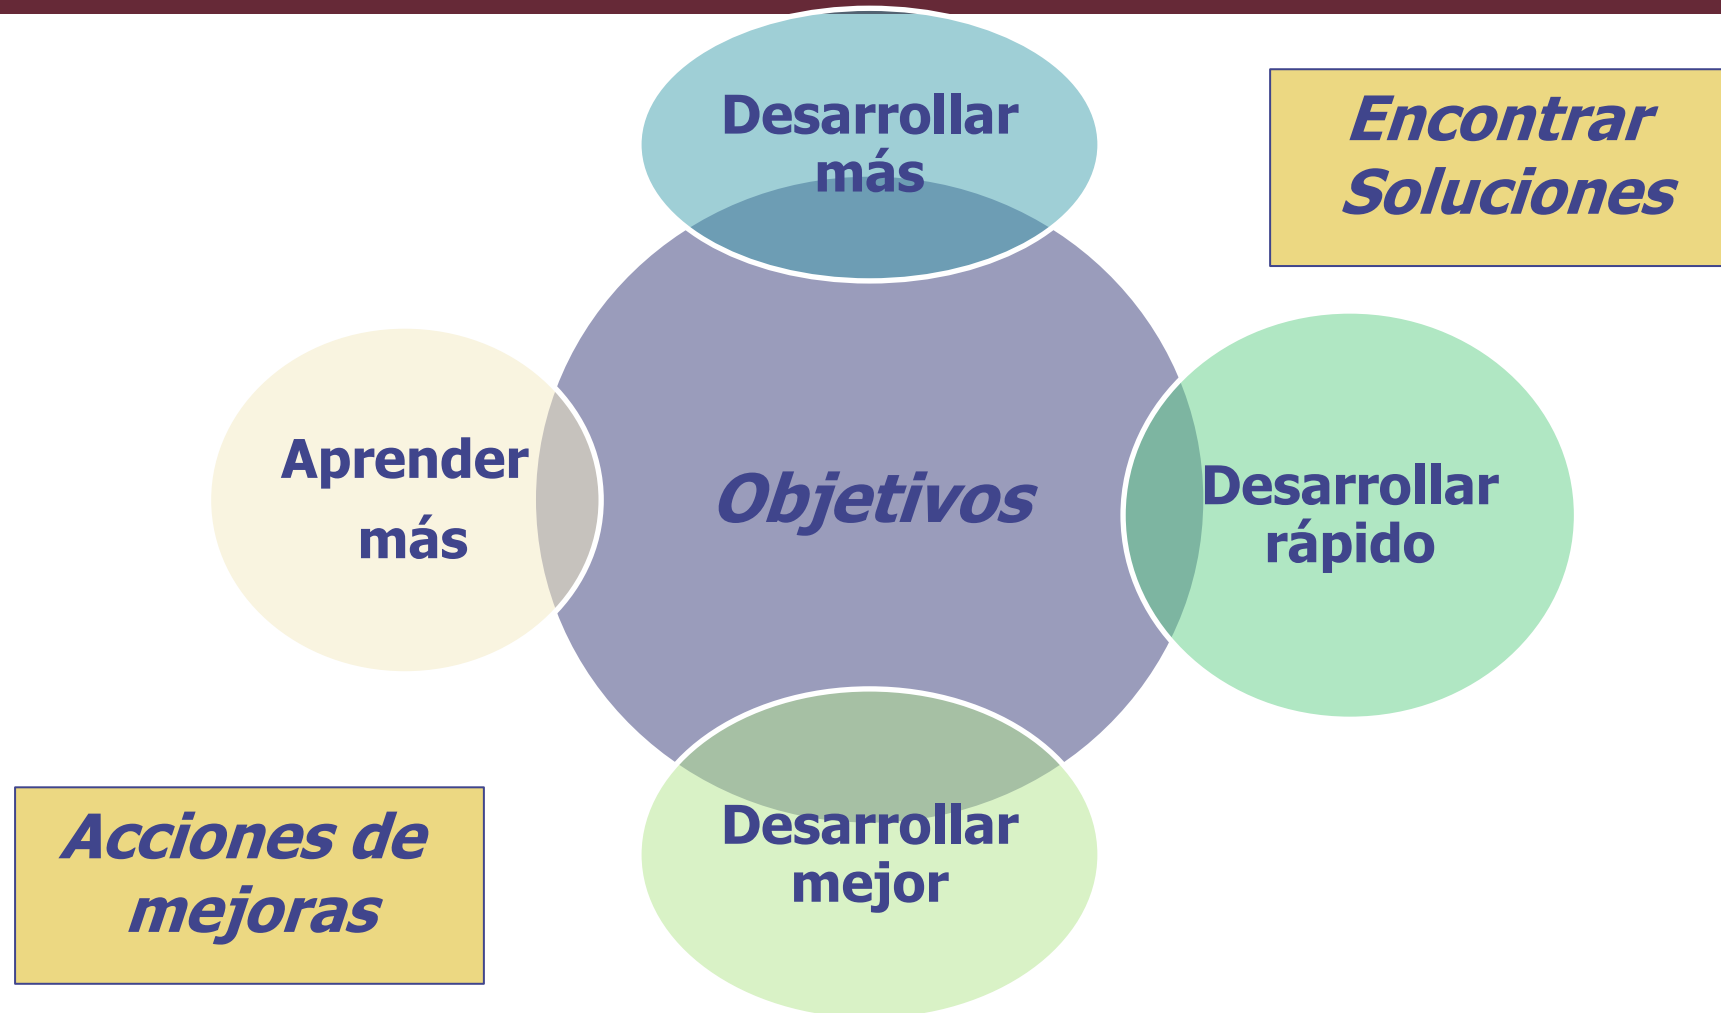 Desarrollar
más
Encontrar
Soluciones
Aprender
más
Objetivos
Desarrollar
rápido
Desarrollar
mejor
Acciones de
mejoras